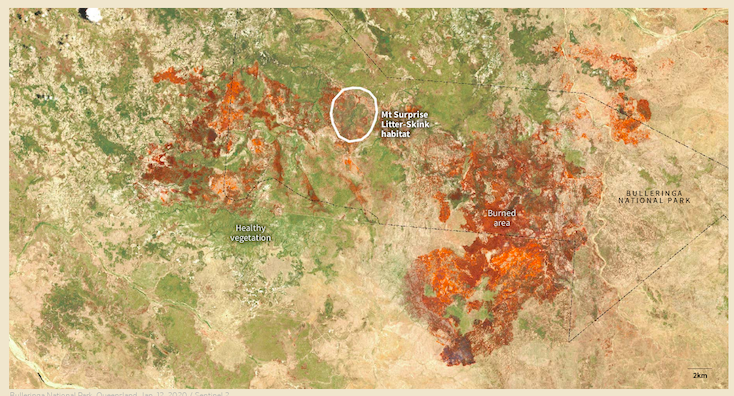 Mt Surprise
Litter-Skink
habitat
BULLERINGA
NATIONAL PARK
Burned
area
Healthy
vegetation
2km
Bulleringa National Park, Queensland, Jan. 12, 2020 / Sentinel 2